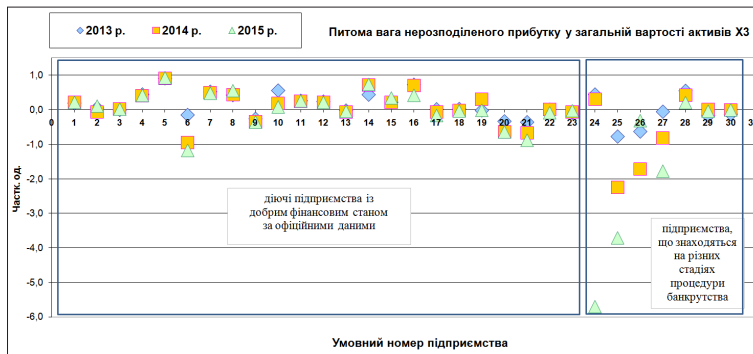 2013 р. 2014 р. 2015 р.
Питома вага нерозподіленого прибутку у загальній вартості активів X3
1,0
0,0
-1,0
-2,0
-3,0
-4,0
-5,0
-6,0
Частк. од.
0 1 2 3 4 5 6 7 8 9 10 11 12 13 14 15 16 17 18 19 20 21 22 23 24 25 26 27 28 29 30 3
діючі підприємства із
добрим фінансовим станом
за офіційними даними
підприємства,
що знаходяться
на різних
стадіях
процедури
банкрутства
Умовний номер підприємства